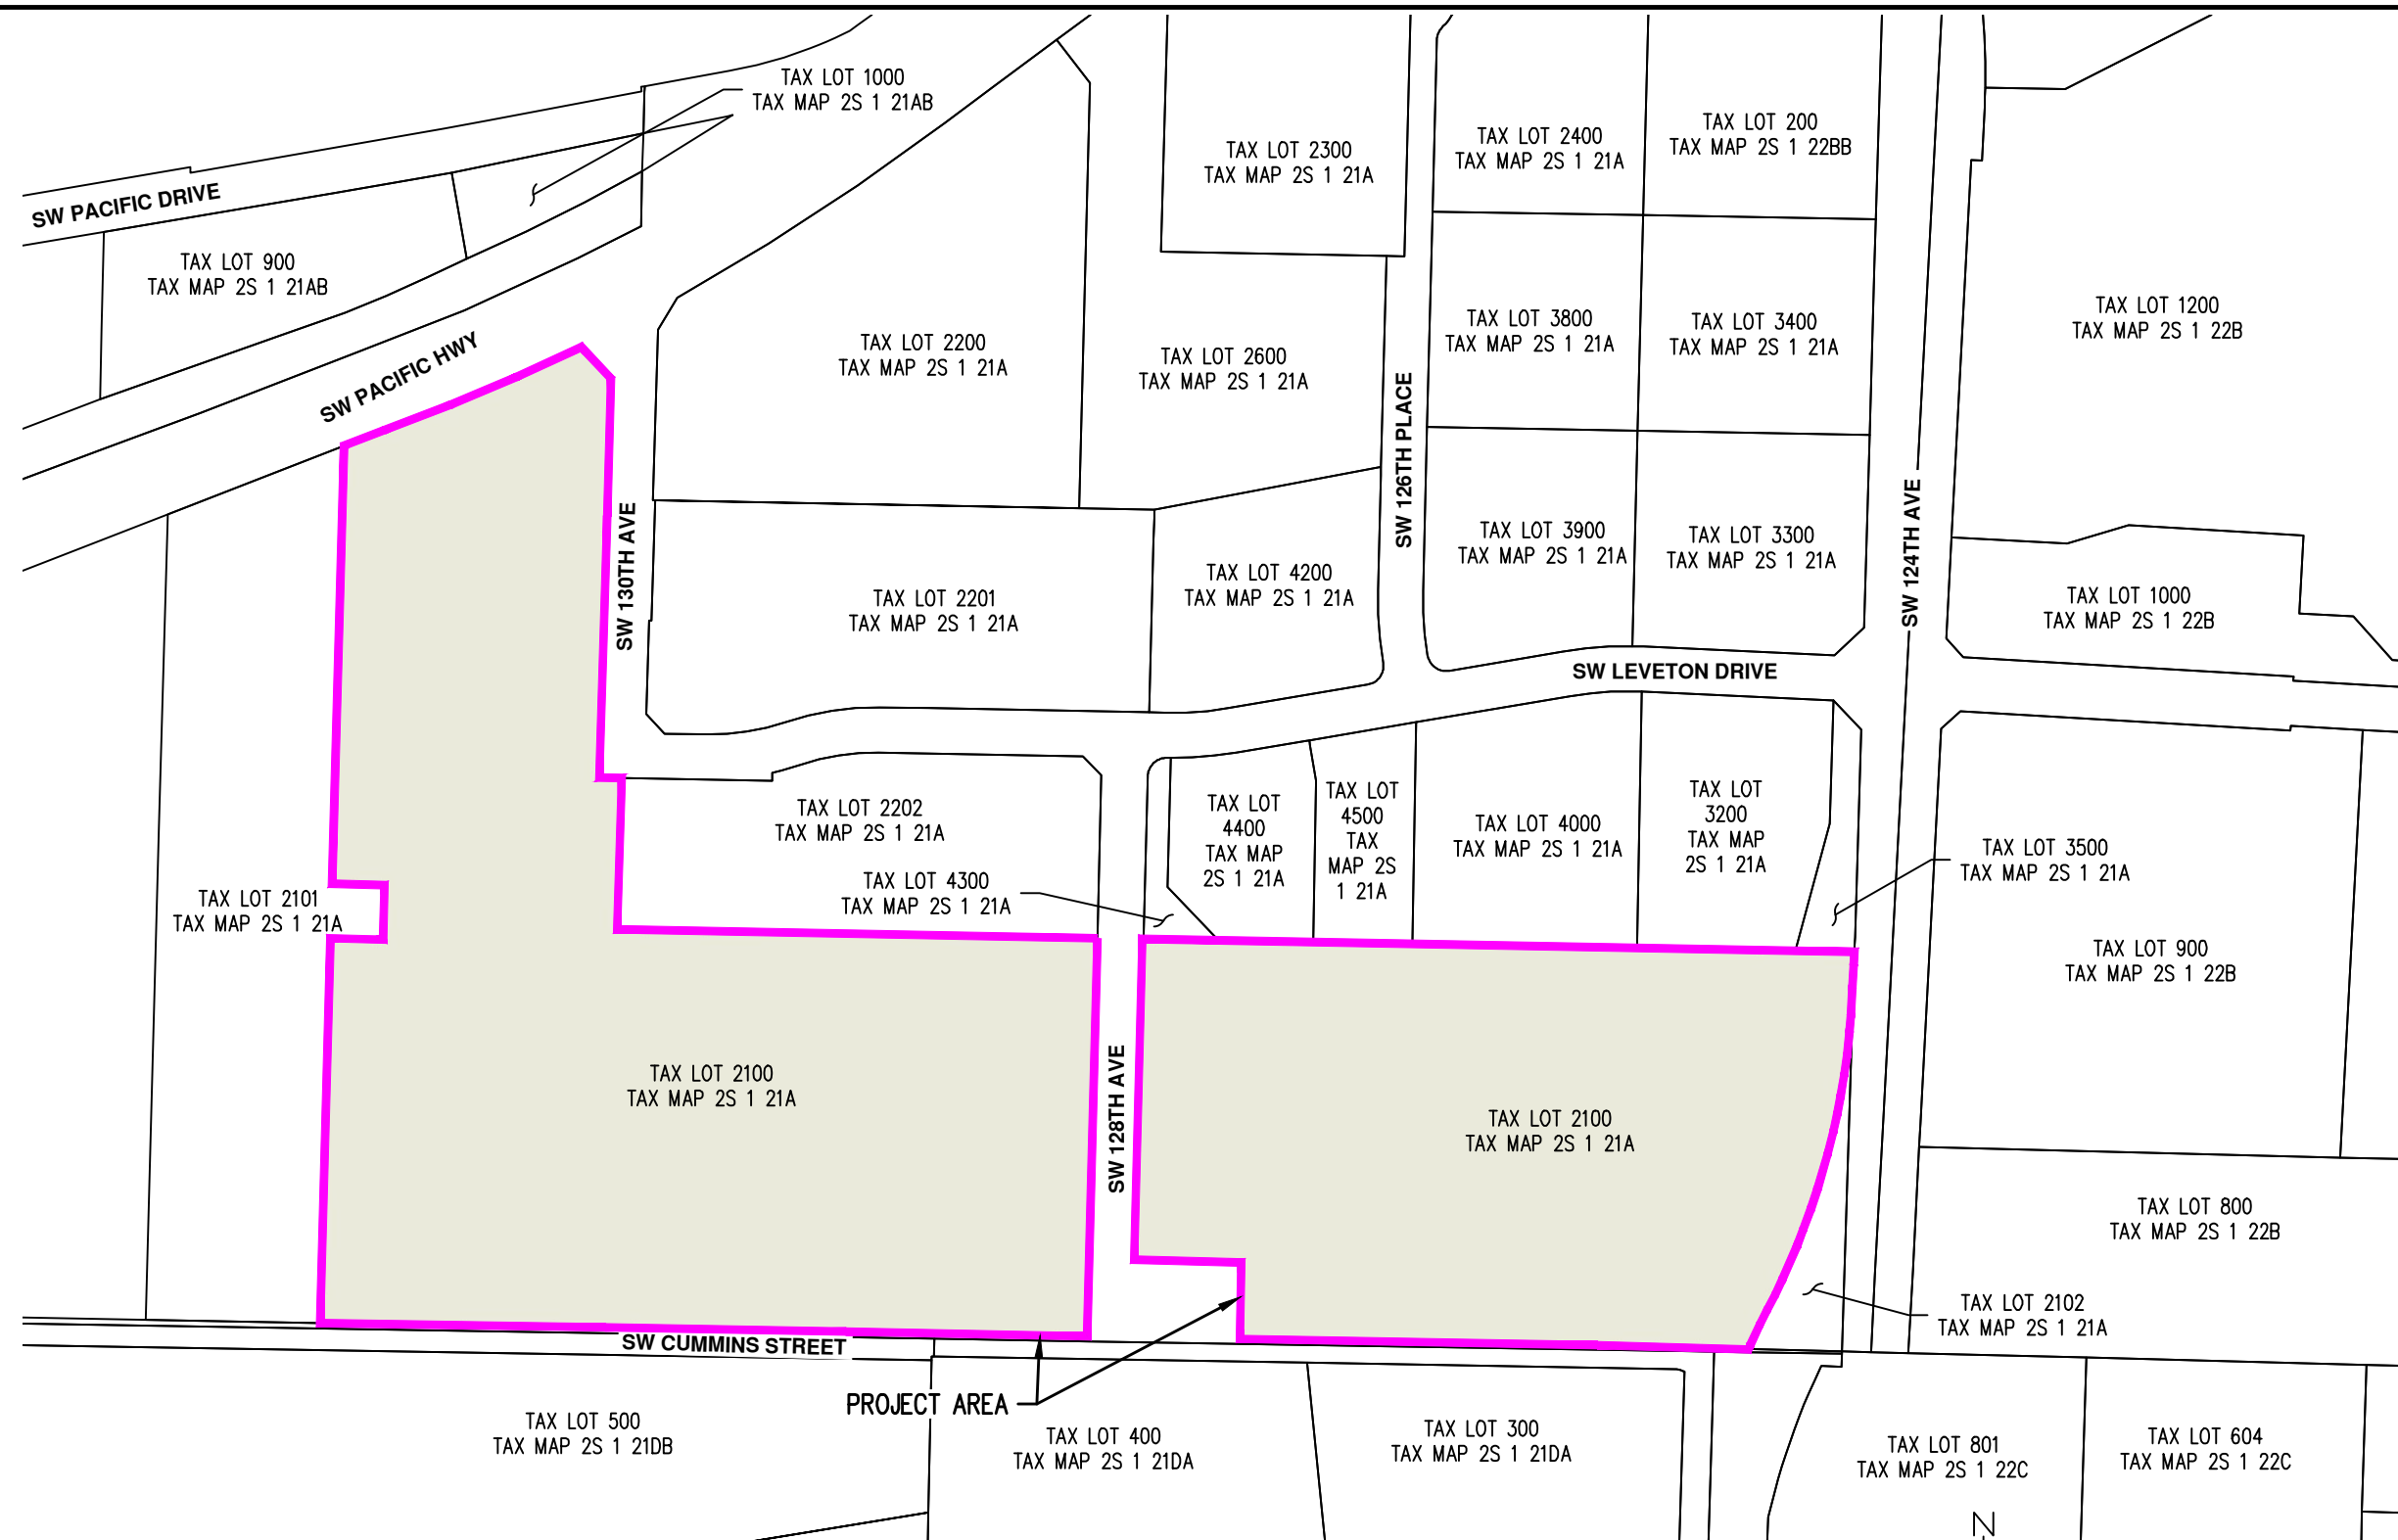 TAX LOT 1000
TAX MAP 2S 1 21AB
SW PACIFIC DRIVE
TAX LOT 900
TAX MAP 2S 1 21AB
SW PACIFIC HWY
TAX LOT 2300
TAX MAP 2S 1 21A
TAX LOT 2400
TAX MAP 2S 1 21A
TAX LOT 200
TAX MAP 2S 1 22BB
TAX LOT 2200
TAX MAP 2S 1 21A
TAX LOT 2600
TAX MAP 2S 1 21A
SW 126TH PLACE
TAX LOT 3800
TAX MAP 2S 1 21A
TAX LOT 3400
TAX MAP 2S 1 21A
TAX LOT 1200
TAX MAP 2S 1 22B
SW 130TH AVE
TAX LOT 2201
TAX MAP 2S 1 21A
TAX LOT 4200
TAX MAP 2S 1 21A
TAX LOT 3900
TAX MAP 2S 1 21A
TAX LOT 3300
TAX MAP 2S 1 21A
SW 124TH AVE
TAX LOT 1000
TAX MAP 2S 1 22B
SW LEVETON DRIVE
TAX LOT 2202
TAX MAP 2S 1 21A
TAX LOT 4300
TAX MAP 2S 1 21A
TAX LOT
4400
TAX MAP
2S 1 21A
TAX LOT
4500
TAX
MAP 2S
1 21A
TAX LOT 4000
TAX MAP 2S 1 21A
TAX LOT
3200
TAX MAP
2S 1 21A
TAX LOT 3500
TAX MAP 2S 1 21A
TAX LOT 2101
TAX MAP 2S 1 21A
TAX LOT 900
TAX MAP 2S 1 22B
TAX LOT 2100
TAX MAP 2S 1 21A
SW 128TH AVE
TAX LOT 2100
TAX MAP 2S 1 21A
TAX LOT 800
TAX MAP 2S 1 22B
TAX LOT 2102
TAX MAP 2S 1 21A
SW CUMMINS STREET
PROJECT AREA
TAX LOT 500
TAX MAP 2S 1 21DB
TAX LOT 400
TAX MAP 2S 1 21DA
TAX LOT 300
TAX MAP 2S 1 21DA
TAX LOT 801
TAX MAP 2S 1 22C
TAX LOT 604
TAX MAP 2S 1 22C
N